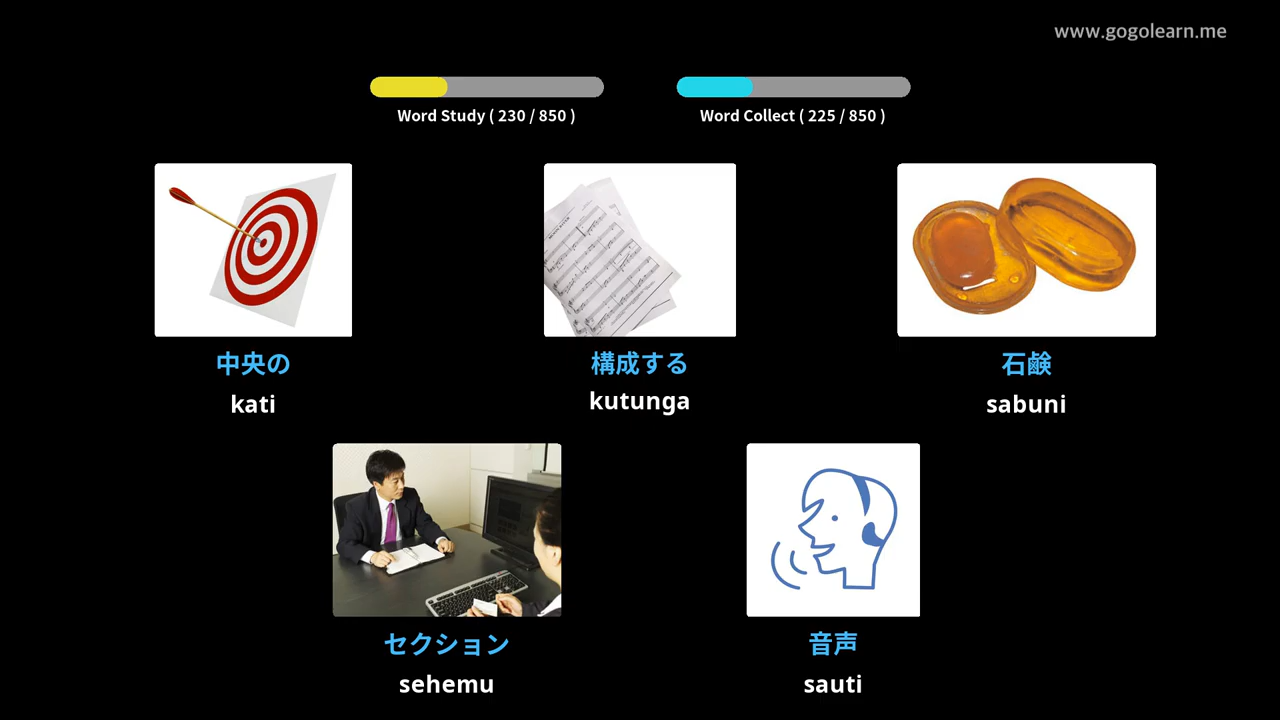 www.gogolearn.me
Word Study ( 230 / 850 )
Word Collect ( 225 / 850 )
中央の
kati
構成する
kutunga
石鹸
sabuni
セクション
sehemu
音声
sauti